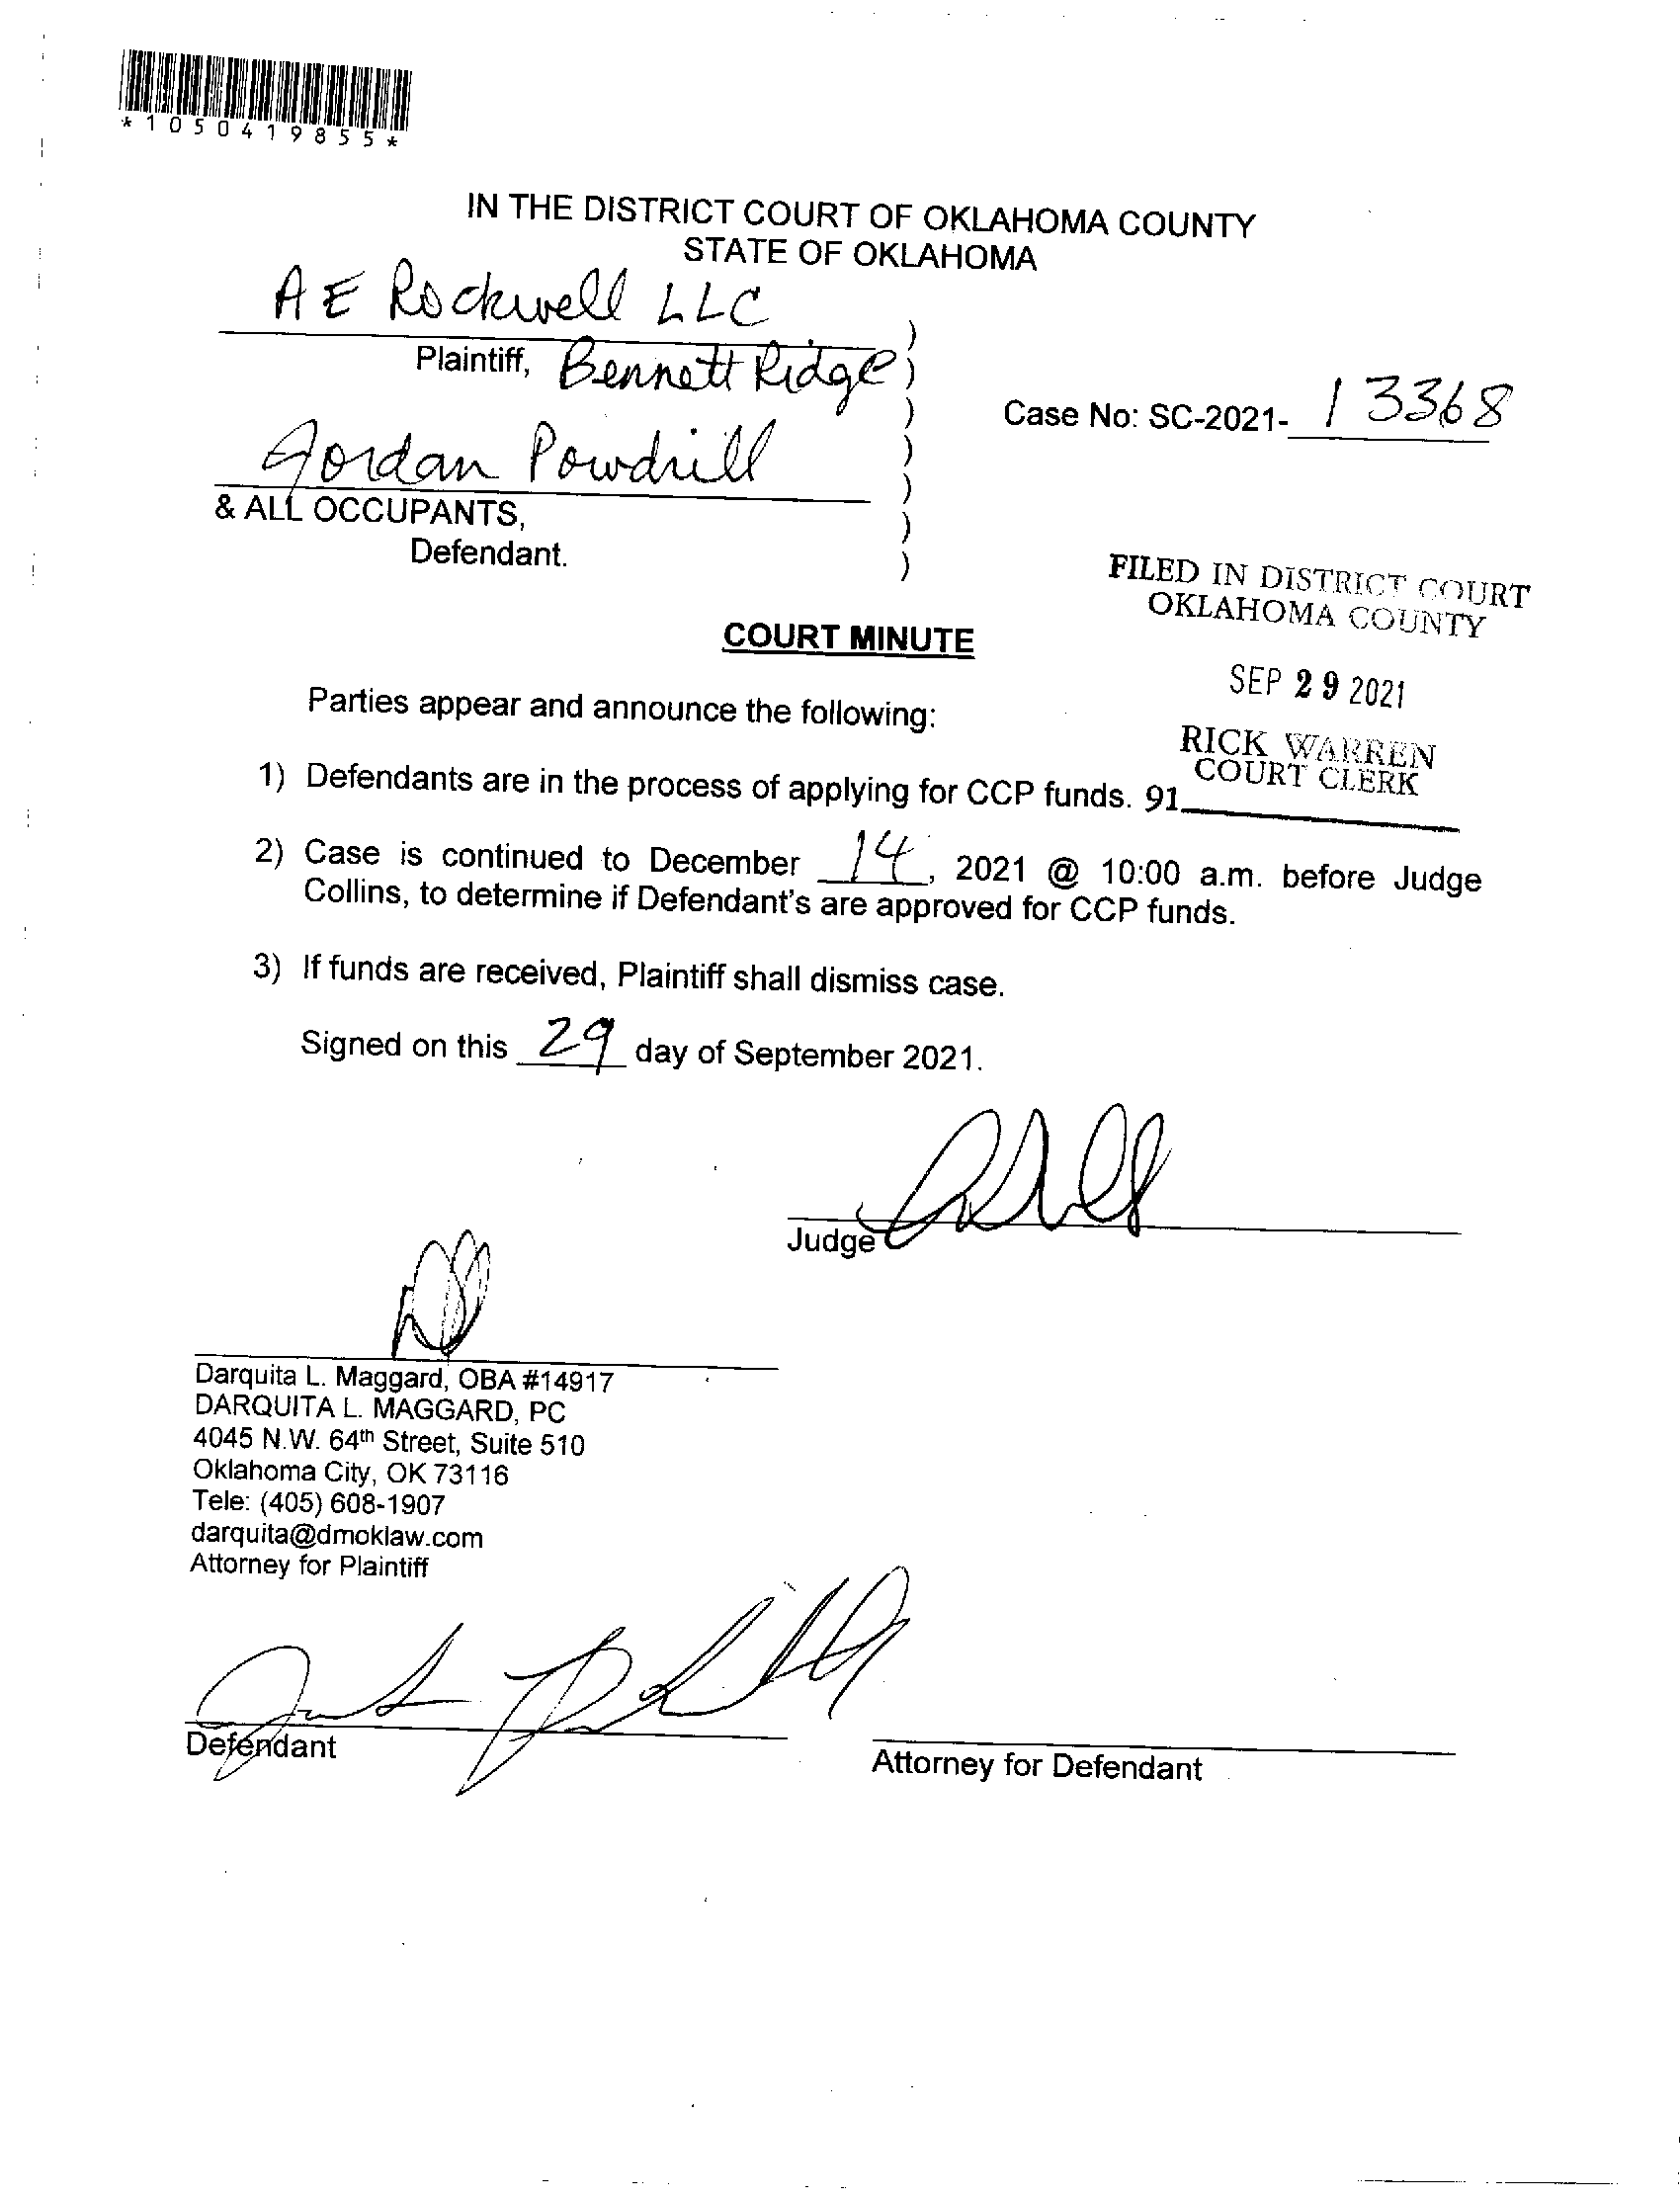 *1050419855*
IN THE DISTRICT COURT OF OKLAHOMA COUNTY
STATE OF OKLAHOMA
A E Rockwell LLC
Plaintiff, Bennett Ridge
Case No: SC-2021- 13368
Jordan Powdrill
& ALL OCCUPANTS,
Defendant.
FILED IN DISTRICT COURT
OKLAHOMA COUNTY
COURT MINUTE
SEP 29 2021
Parties appear and announce the following:
RICK WARREN
COURT CLERK
1) Defendants are in the process of applying for CCP funds. 91
2) Case is continued to December 14, 2021 @ 10:00 a.m. before Judge
Collins, to determine if Defendant's are approved for CCP funds.
3) If funds are received, Plaintiff shall dismiss case.
Signed on this 29 day of September 2021.
Judge
Darquita L. Maggard, OBA #14917
DARQUITA L. MAGGARD, PC
4045 N.W. 64th Street, Suite 510
Oklahoma City, OK 73116
Tele: (405) 608-1907
darquita@dmoklaw.com
Attorney for Plaintiff
Defendant
Attorney for Defendant